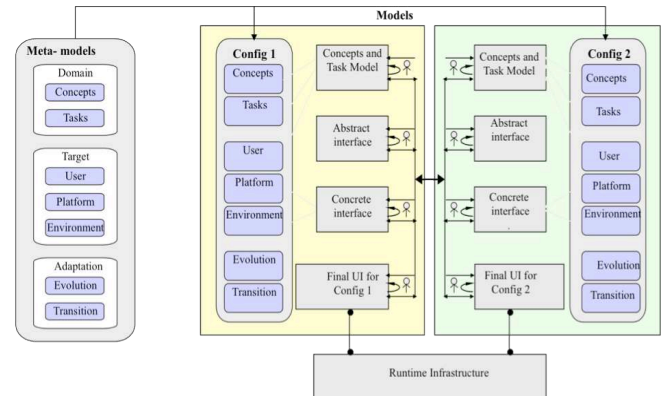 Models
Meta- models
Domain
Concepts
Tasks
Target
User
Platform
Environment
Adaptation
Evolution
Transition
Config 1
Concepts
Tasks
User
Platform
Environment
Evolution
Transition
Concepts and
Task Model
Abstract
interface
Concrete
interface
Final UI for
Config 1
Concepts and
Task Model
Abstract
interface
Concrete
interface
.
Final UI for
Config 2
Config 2
Concepts
Tasks
User
Platform
Environment
Evolution
Transition
Runtime Infrastructure